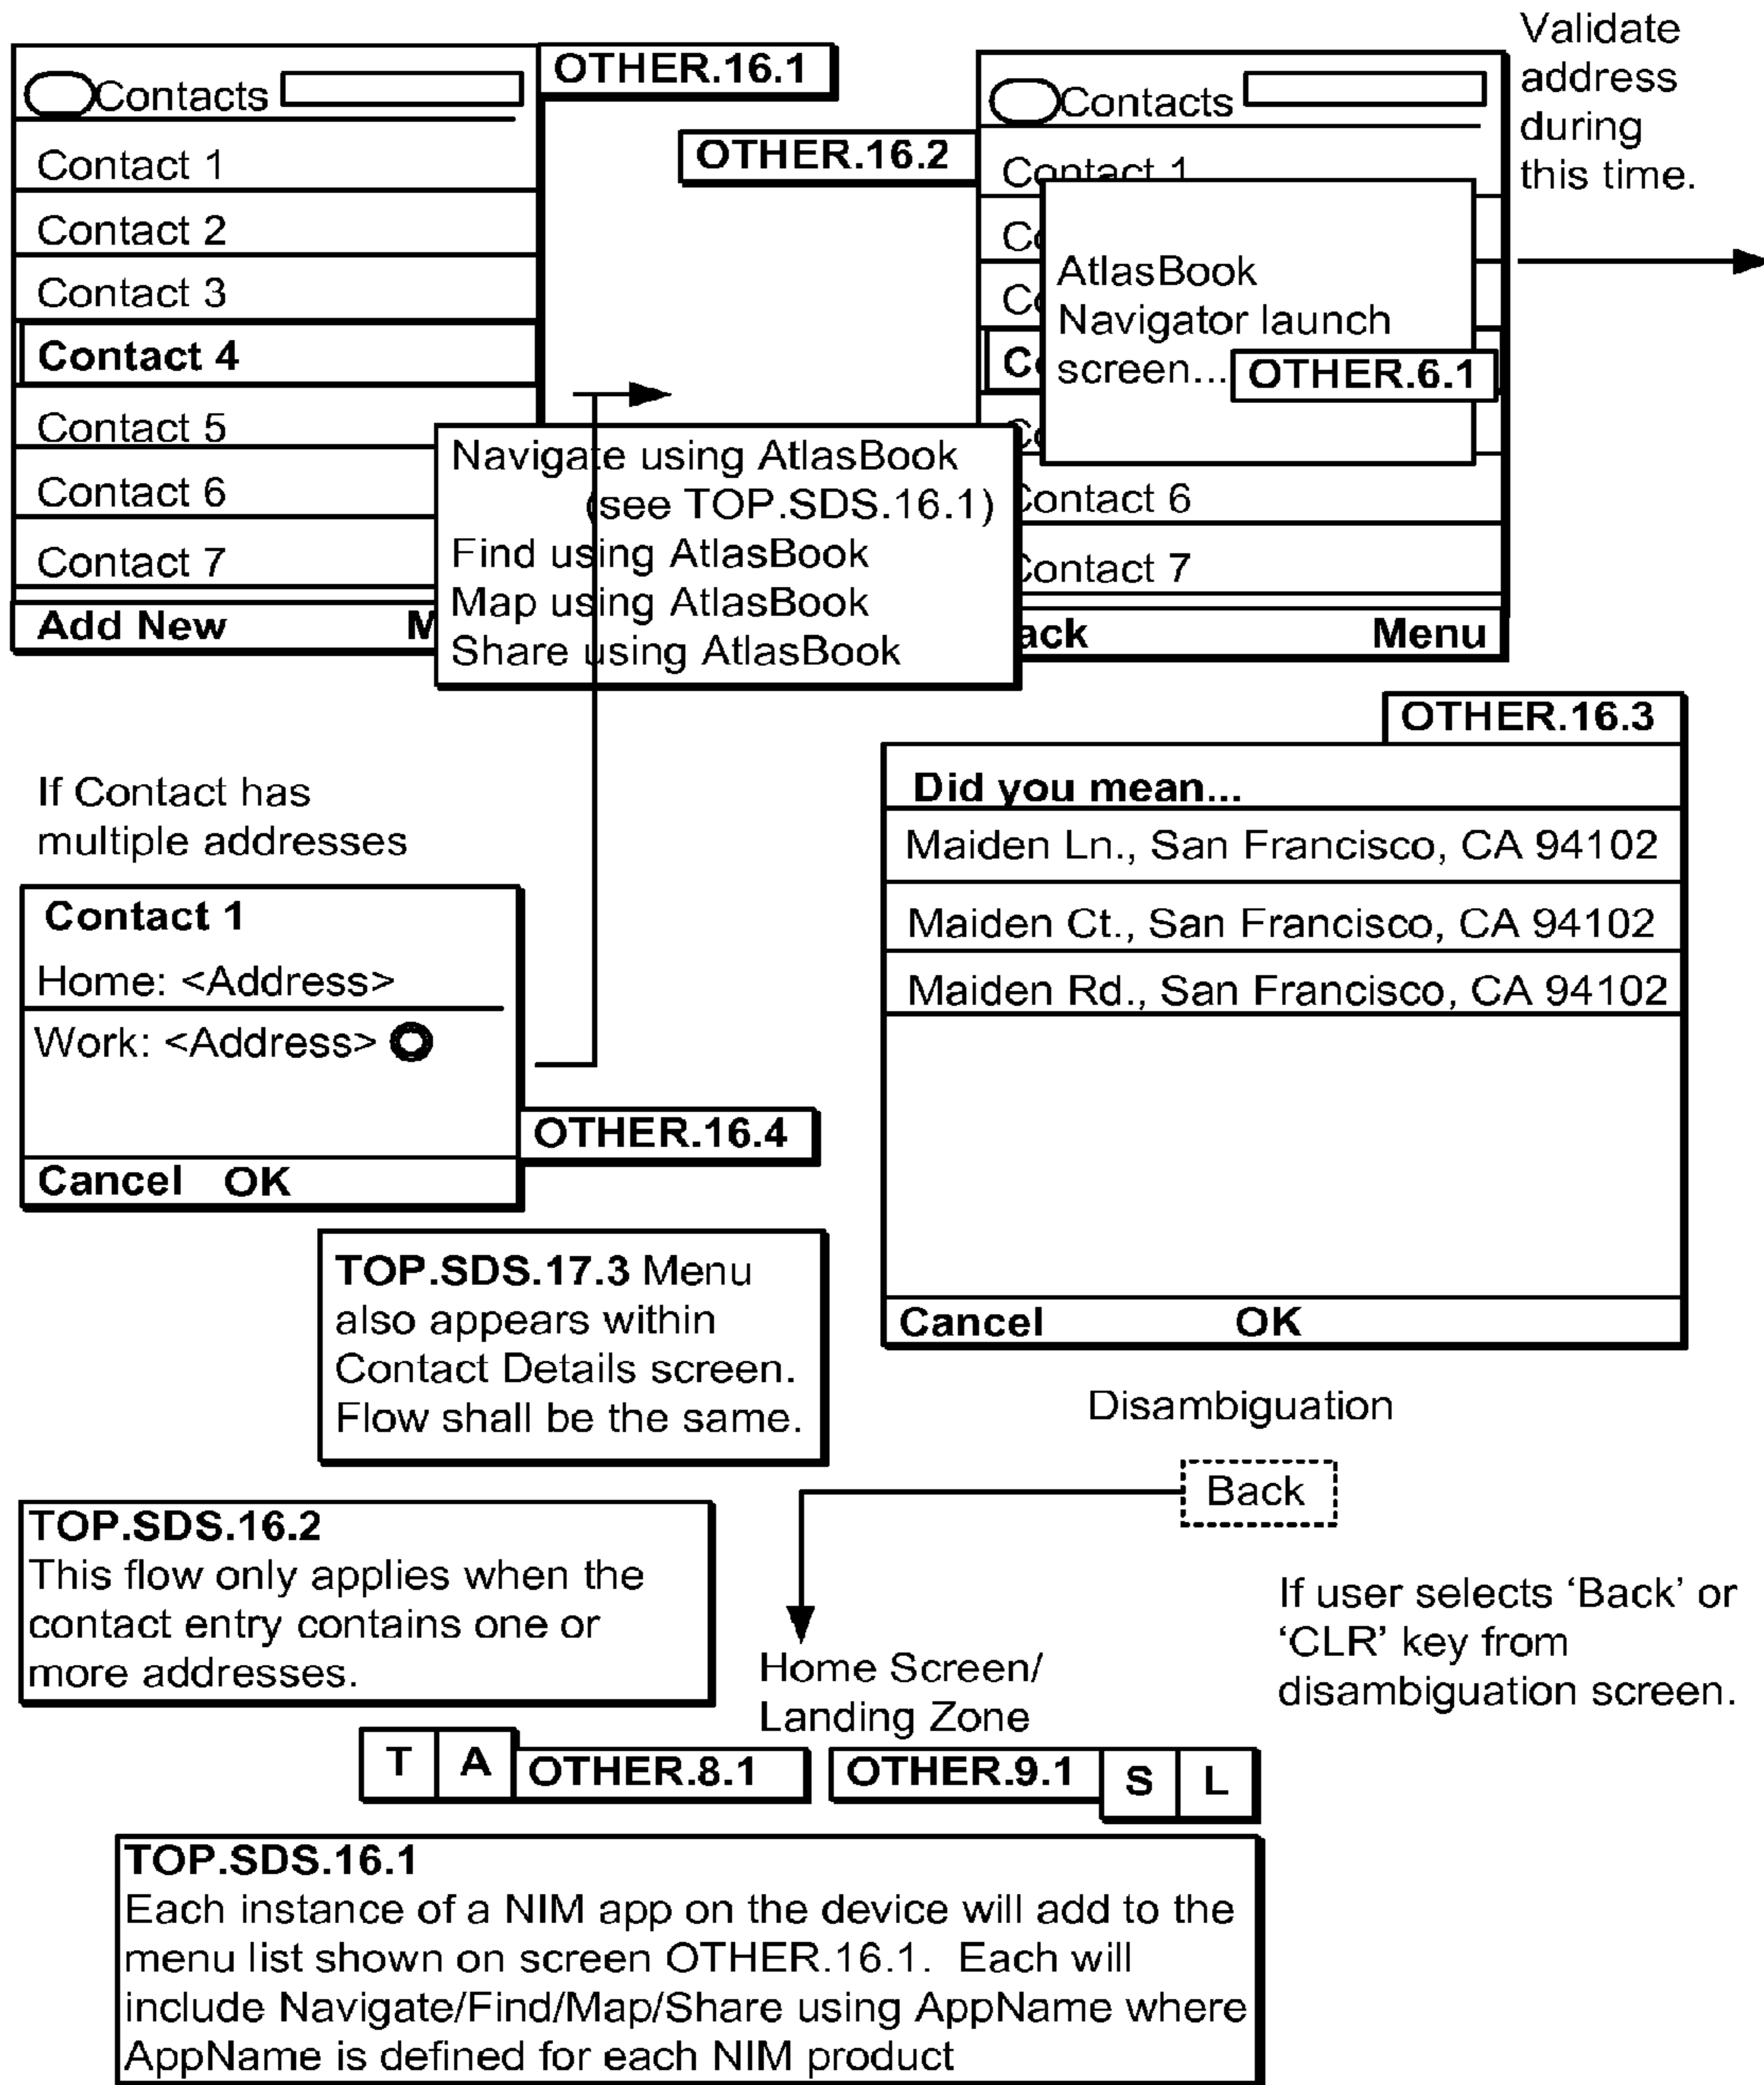 OTHER.16.1
Contacts
Contact 1
Contact 2
Contact 3
Contact 4
Contact 5
Contact 6
Contact 7
Add New
Navigate using AtlasBook
(see TOP.SDS.16.1)
Find using AtlasBook
Map using AtlasBook
Share using AtlasBook
OTHER.16.2
Contacts
Contact 1
AtlasBook
Navigator launch
screen...
OTHER.6.1
Contact 6
Contact 7
Menu
Validate
address
during
this time.
If Contact has
multiple addresses
Contact 1
Home: <Address>
Work: <Address>
Cancel OK
OTHER.16.4
OTHER.16.3
Did you mean...
Maiden Ln., San Francisco, CA 94102
Maiden Ct., San Francisco, CA 94102
Maiden Rd., San Francisco, CA 94102
Cancel OK
Disambiguation
TOP.SDS.17.3 Menu
also appears within
Contact Details screen.
Flow shall be the same.
Back
If user selects ‘Back’ or
‘CLR’ key from
disambiguation screen.
TOP.SDS.16.2
This flow only applies when the
contact entry contains one or
more addresses.
Home Screen/
Landing Zone
T A OTHER.8.1 OTHER.9.1 S L
TOP.SDS.16.1
Each instance of a NIM app on the device will add to the
menu list shown on screen OTHER.16.1. Each will
include Navigate/Find/Map/Share using AppName where
AppName is defined for each NIM product